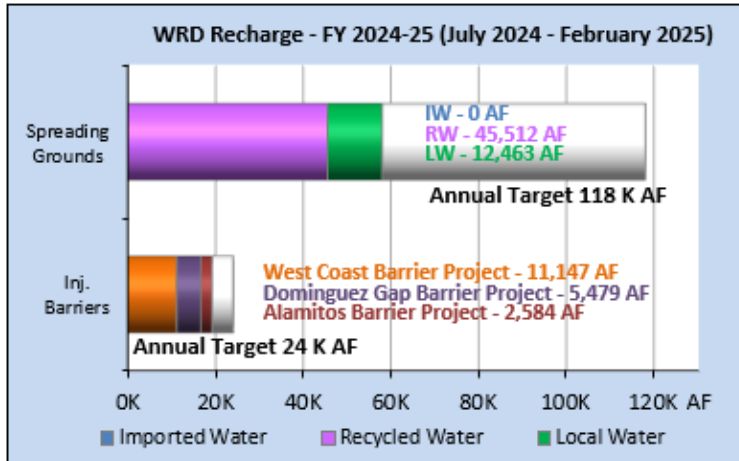 WRD Recharge - FY 2024-25 (July 2024 - February 2025)
Spreading
Grounds
IW - 0 AF
RW - 45,512 AF
LW - 12,463 AF
Annual Target 118 K AF
Inj.
Barriers
West Coast Barrier Project - 11,147 AF
Dominguez Gap Barrier Project - 5,479 AF
Alamitos Barrier Project - 2,584 AF
Annual Target 24 K AF
0K 20K 40K 60K 80K 100K 120K AF
Imported Water Recycled Water Local Water